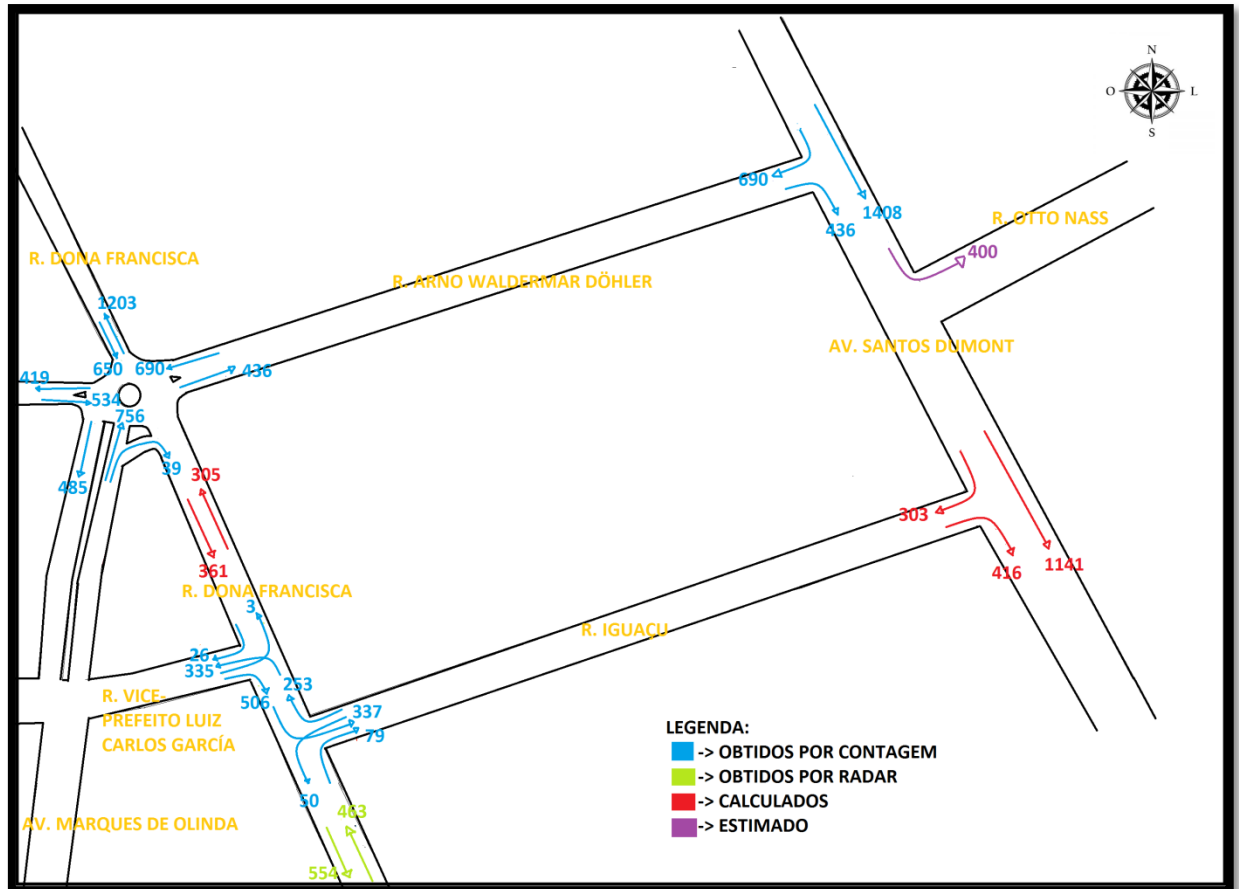 N
O
L
S
690
1408
436
R. OTTO NASS
400
R. DONA FRANCISCA
R. ARNO WALDERMAR DÖHLER
1203
AV. SANTOS DUMONT
650
690
436
419
534
756
39
485
305
303
361
416
1141
R. DONA FRANCISCA
3
R. IGUAÇU
26
335
253
506
337
79
R. VICE-
PREFEITO LUIZ
CARLOS GARCÍA
LEGENDA:
-> OBTIDOS POR CONTAGEM
-> OBTIDOS POR RADAR
-> CALCULADOS
-> ESTIMADO
50
463
AV. MARQUES DE OLINDA
554